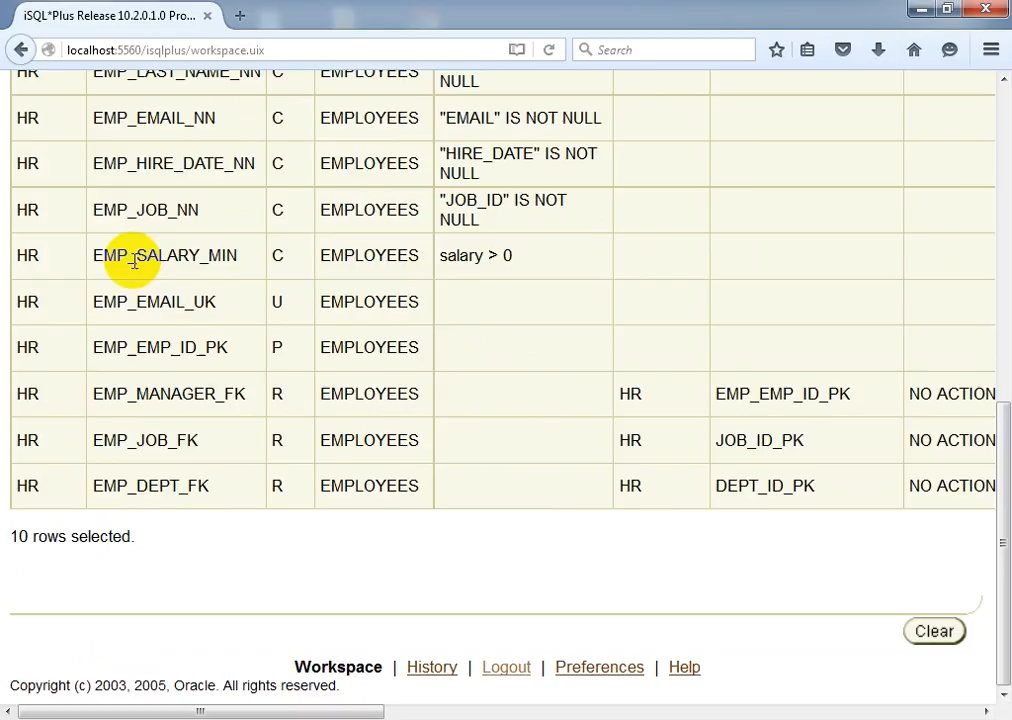 iSQL*Plus Release 10.2.0.1.0 Pro...
localhost:5560/isqlplus/workspace.uix
Search
HR EMP_LAST_NAME_NN C EMPLOYEES NULL
HR EMP_EMAIL_NN C EMPLOYEES "EMAIL" IS NOT NULL
HR EMP_HIRE_DATE_NN C EMPLOYEES "HIRE_DATE" IS NOT
NULL
HR EMP_JOB_NN C EMPLOYEES "JOB_ID" IS NOT
NULL
HR EMP_SALARY_MIN C EMPLOYEES salary > 0
HR EMP_EMAIL_UK U EMPLOYEES
HR EMP_EMP_ID_PK P EMPLOYEES
HR EMP_MANAGER_FK R EMPLOYEES HR EMP_EMP_ID_PK NO ACTION
HR EMP_JOB_FK R EMPLOYEES HR JOB_ID_PK NO ACTION
HR EMP_DEPT_FK R EMPLOYEES HR DEPT_ID_PK NO ACTION
10 rows selected.
Clear
Workspace | History | Logout | Preferences | Help
Copyright (c) 2003, 2005, Oracle. All rights reserved.